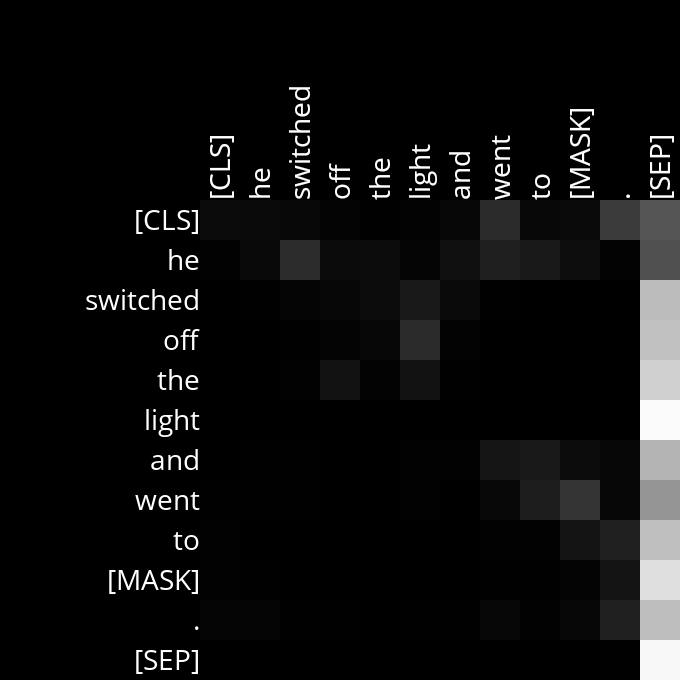 [CLS] he switched off the light and went to [MASK] . [SEP]
[CLS]
he
switched
off
the
light
and
went
to
[MASK]
.
[SEP]